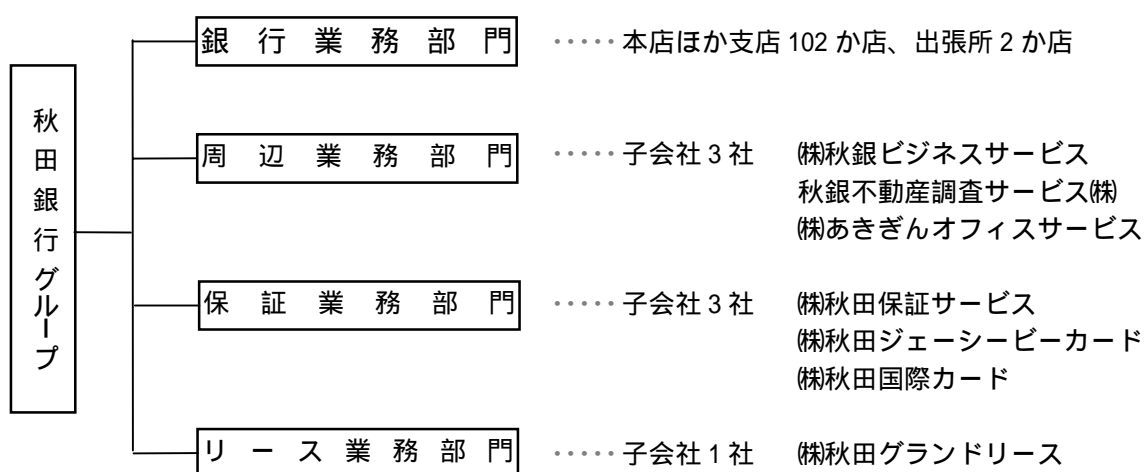 秋田銀行グループ
銀行業務部門 ・・・・・ 本店ほか支店 102 か店、出張所 2 か店
周辺業務部門 ・・・・・ 子会社 3 社 ㈱秋銀ビジネスサービス
秋銀不動産調査サービス㈱
㈱あきぎんオフィスサービス
保証業務部門 ・・・・・ 子会社 3 社 ㈱秋田保証サービス
㈱秋田ジェーシービーカード
㈱秋田国際カード
リース業務部門 ・・・・・ 子会社 1 社 ㈱秋田グランドリース